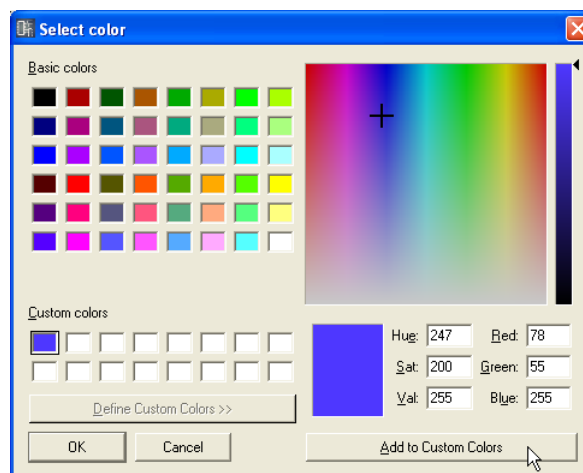 Select color
Basic colors
Custom colors
Define Custom Colors >>
OK Cancel
Hue: 247 Red: 78
Sat: 200 Green: 55
Val: 255 Blue: 255
Add to Custom Colors